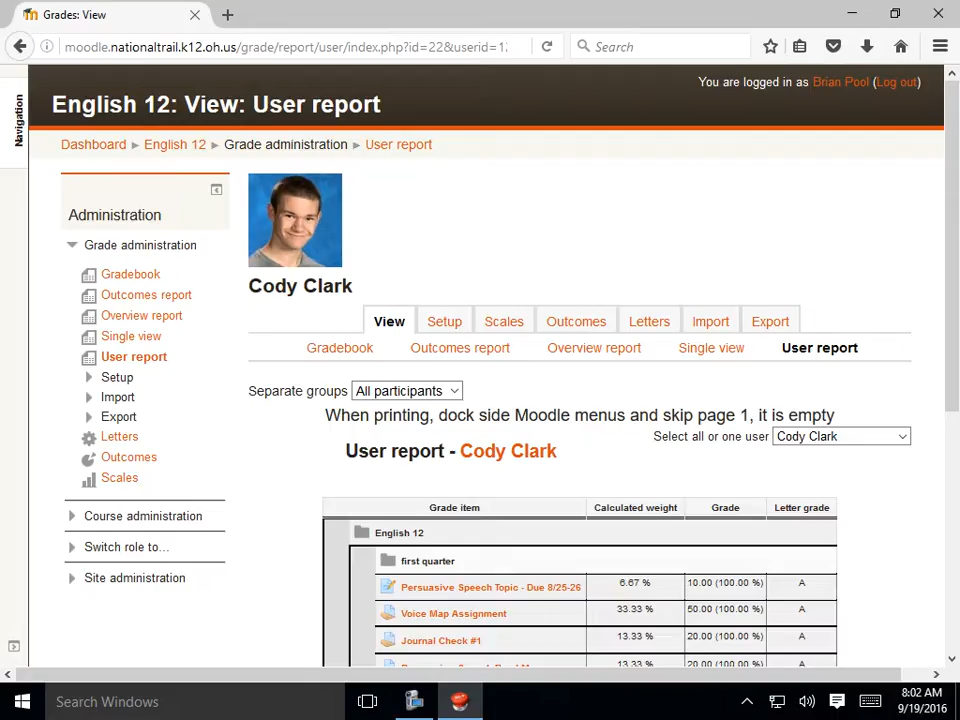 Grades: View
moodle.nationaltrail.k12.oh.us/grade/report/user/index.php?id=22&userid=1
Search
You are logged in as Brian Pool (Log out)
English 12: View: User report
Navigation
Dashboard ► English 12 ► Grade administration ► User report
Administration
Grade administration
Gradebook
Outcomes report
Overview report
Single view
User report
Setup
Import
Export
Letters
Outcomes
Scales
Course administration
Switch role to...
Site administration
Cody Clark
View Setup Scales Outcomes Letters Import Export
Gradebook Outcomes report Overview report Single view User report
Separate groups All participants
When printing, dock side Moodle menus and skip page 1, it is empty
Select all or one user Cody Clark
User report - Cody Clark
Grade item Calculated weight Grade Letter grade
English 12
first quarter
Persuasive Speech Topic - Due 8/25-26 6.67 % 10.00 (100.00 %) A
Voice Map Assignment 33.33 % 50.00 (100.00 %) A
Journal Check #1 13.33 % 20.00 (100.00 %) A
13.33 % 20.00 (100.00 %) A
Search Windows
8:02 AM
9/19/2016